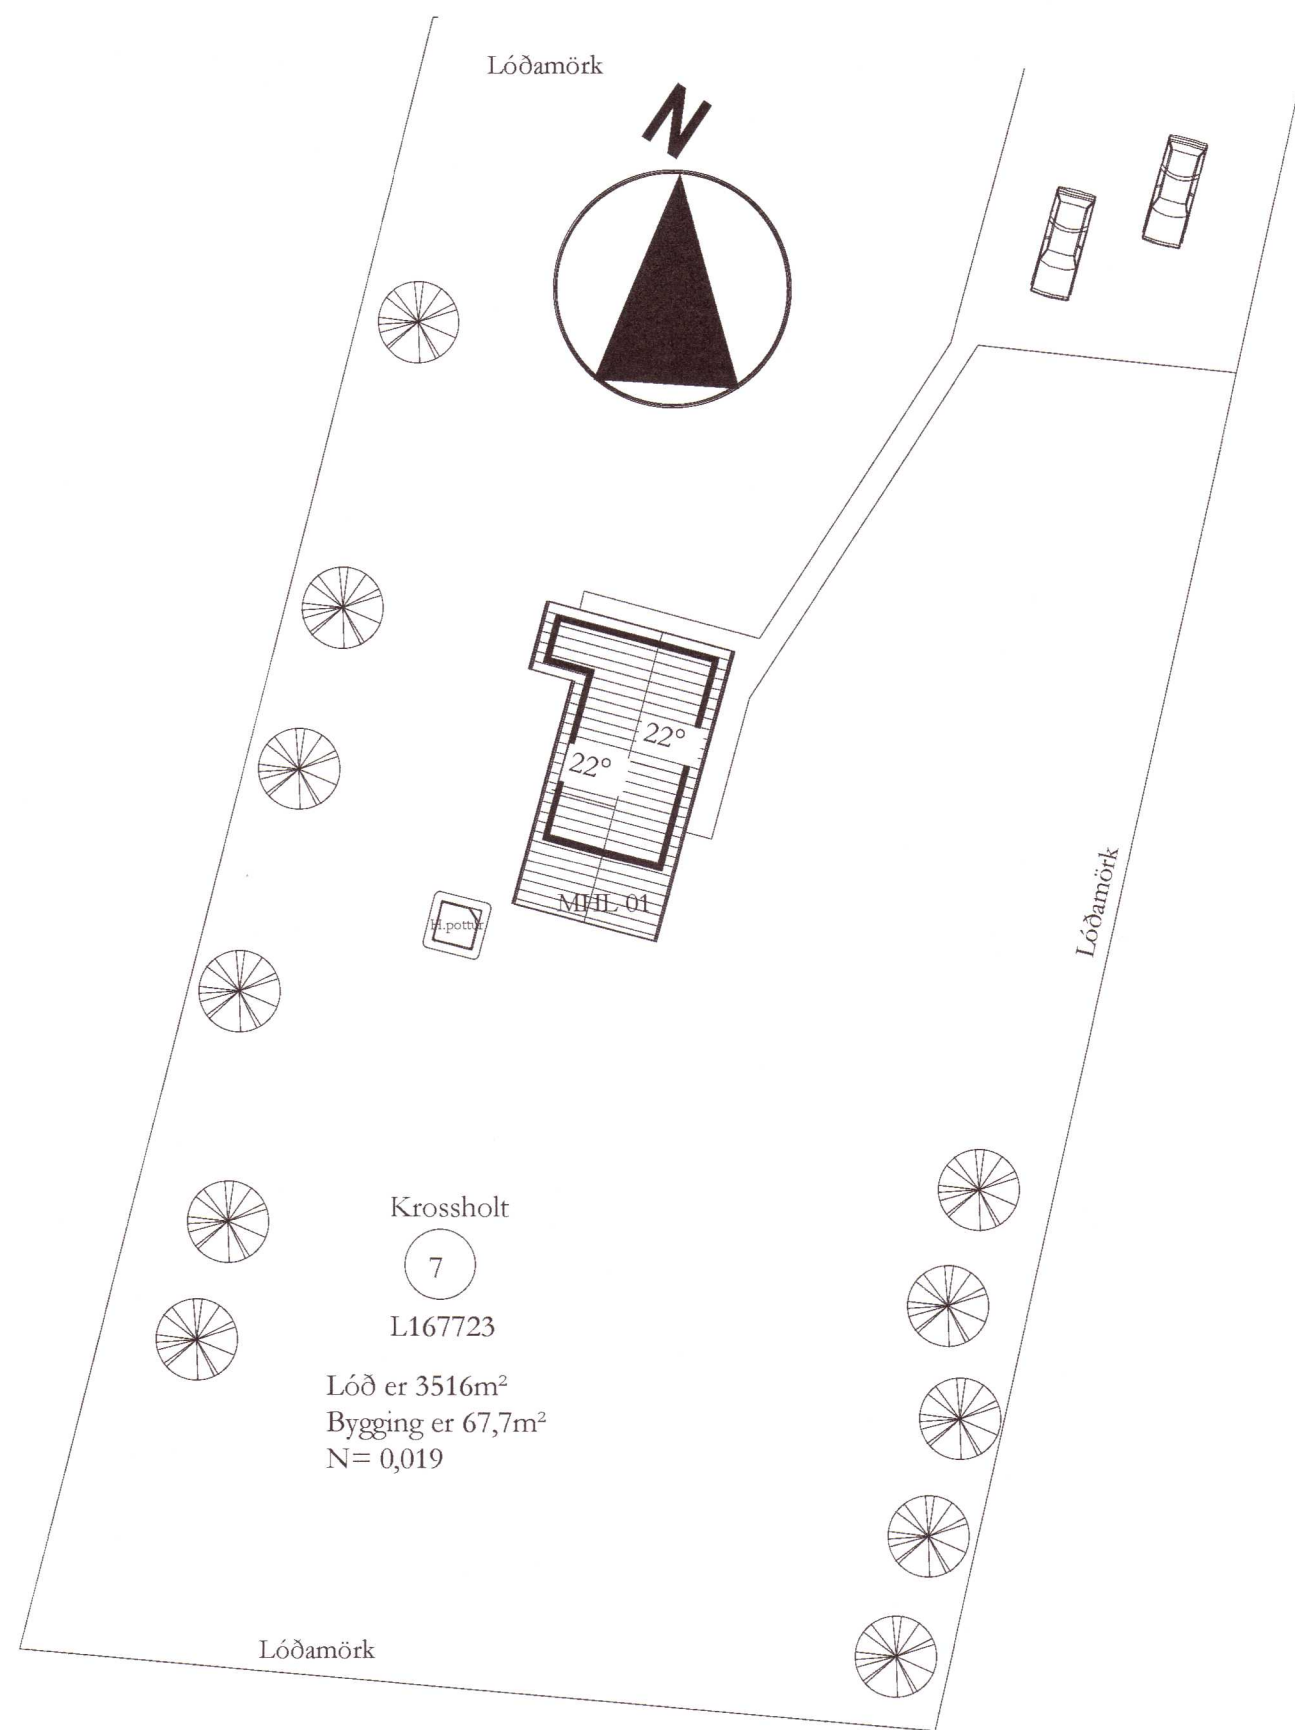 Lóðamörk
N
22°
22°
MHL 01
H.pottur
Lóðamörk
Krossholt
7
L167723
Lóð er 3516m²
Bygging er 67,7m²
N= 0,019
Lóðamörk